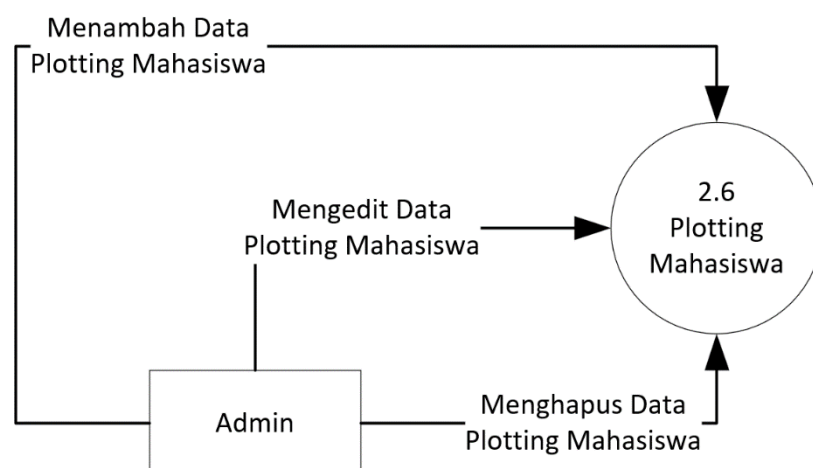 Menambah Data
Plotting Mahasiswa
Mengedit Data
Plotting Mahasiswa
2.6
Plotting
Mahasiswa
Admin
Menghapus Data
Plotting Mahasiswa